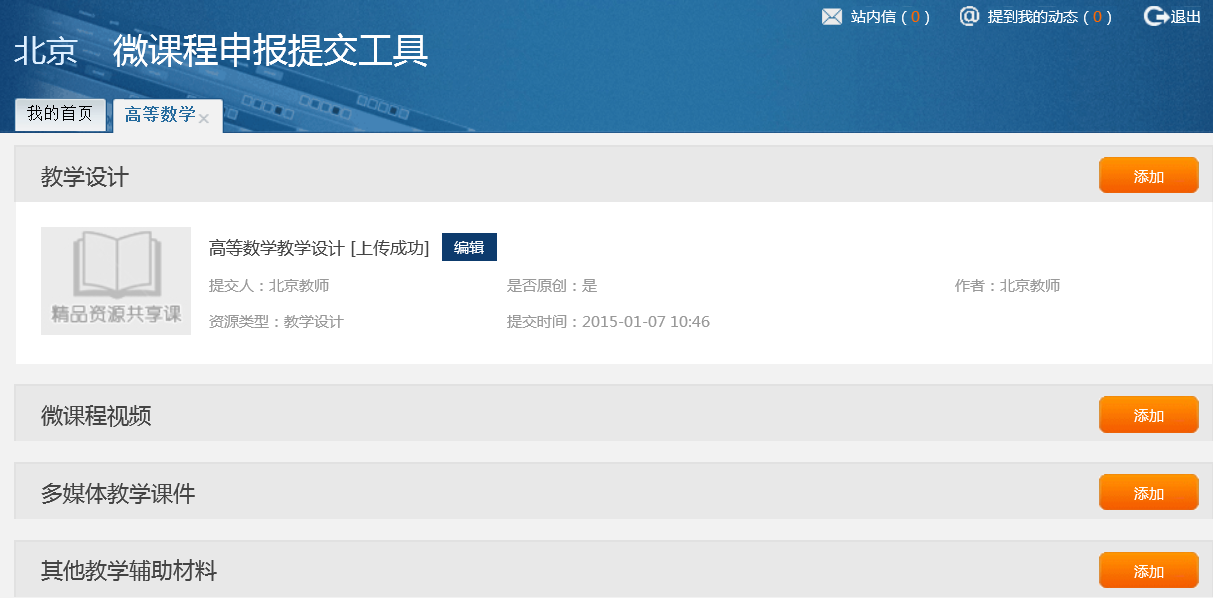 站内信 ( 0 ) @ 提到我的动态 ( 0 ) 退出
北京 微课程申报提交工具
我的首页 高等数学 ×
教学设计 添加
高等数学教学设计 [上传成功] 编辑
提交人：北京教师 是否原创：是 作者：北京教师
精品资源共享课
资源类型：教学设计 提交时间：2015-01-07 10:46
微课程视频 添加
多媒体教学课件 添加
其他教学辅助材料 添加